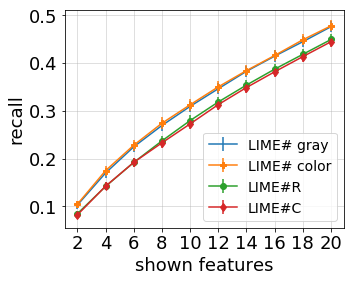 0.5
0.4
0.3
0.2
0.1
recall
LIME# gray
LIME# color
LIME#R
LIME#C
2 4 6 8 10 12 14 16 18 20
shown features